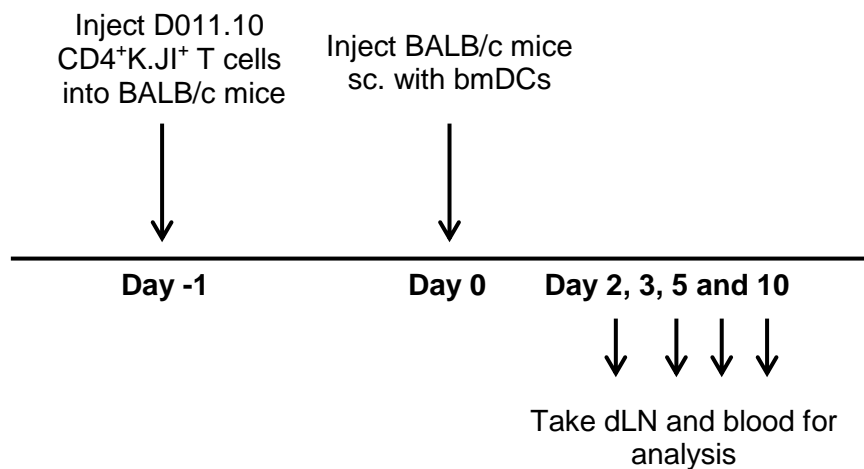 Inject D011.10
CD4⁺K.JI⁺ T cells
into BALB/c mice
Inject BALB/c mice
sc. with bmDCs
Day -1
Day 0
Day 2, 3, 5 and 10
Take dLN and blood for
analysis